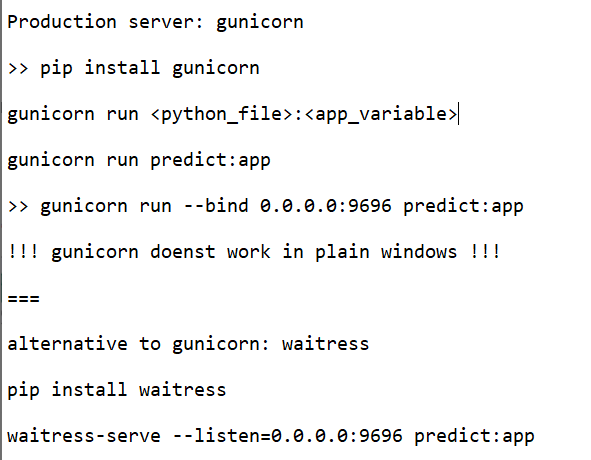 Production server: gunicorn
>> pip install gunicorn
gunicorn run <python_file>:<app_variable>
gunicorn run predict:app
>> gunicorn run --bind 0.0.0.0:9696 predict:app
!!! gunicorn doenst work in plain windows !!!
===
alternative to gunicorn: waitress
pip install waitress
waitress-serve --listen=0.0.0.0:9696 predict:app